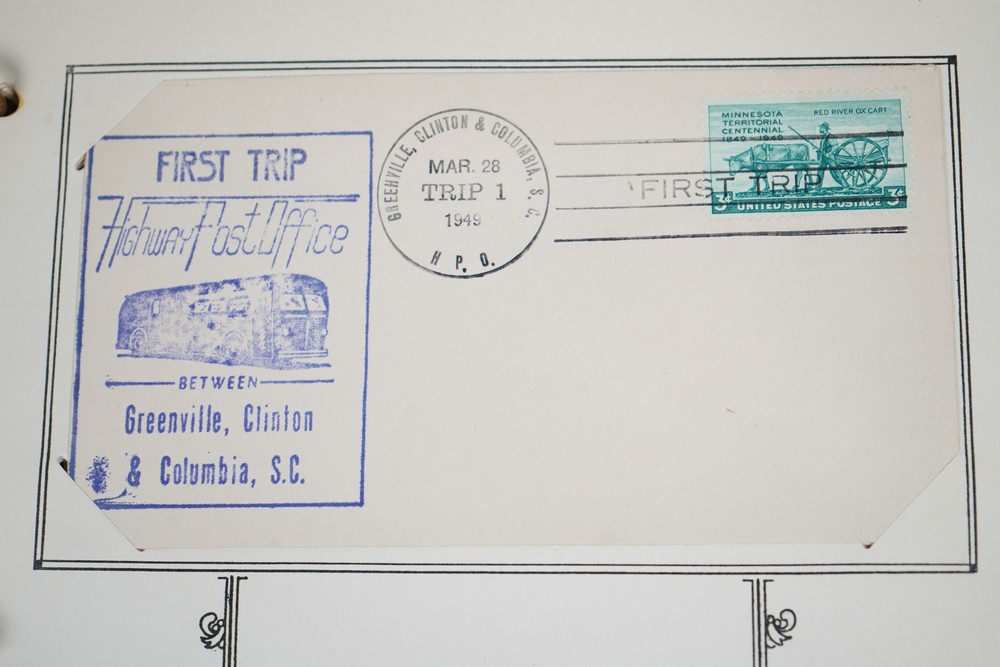 FIRST TRIP
Highway Post Office
BETWEEN
Greenville, Clinton
& Columbia, S.C.
GREENVILLE, CLINTON & COLUMBIA, S. C.
MAR. 28
TRIP 1
1949
H. P. O.
FIRST TRIP
MINNESOTA
TERRITORIAL
CENTENNIAL
1849-1949
RED RIVER OX CART
3¢ UNITED STATES POSTAGE 3¢